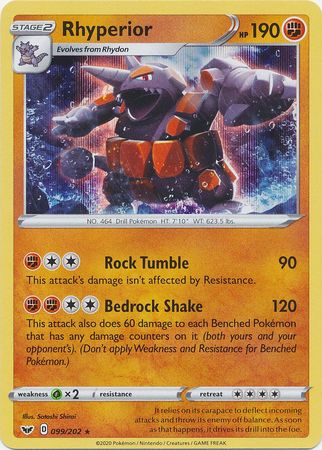 STAGE 2 Rhyperior HP 190
Evolves from Rhydon
NO. 464 Drill Pokémon HT: 7'10" WT: 623.5 lbs.
Rock Tumble 90
This attack's damage isn't affected by Resistance.
Bedrock Shake 120
This attack also does 60 damage to each Benched Pokémon
that has any damage counters on it (both yours and your
opponent's). (Don't apply Weakness and Resistance for
Benched Pokémon.)
weakness ×2 resistance retreat
Illus. Satoshi Shirai
It relies on its carapace to deflect incoming
attacks and throw its enemy off balance. As soon
as that happens, it drives its drill into the foe.
D 099/202 ★
©2020 Pokémon / Nintendo / Creatures / GAME FREAK